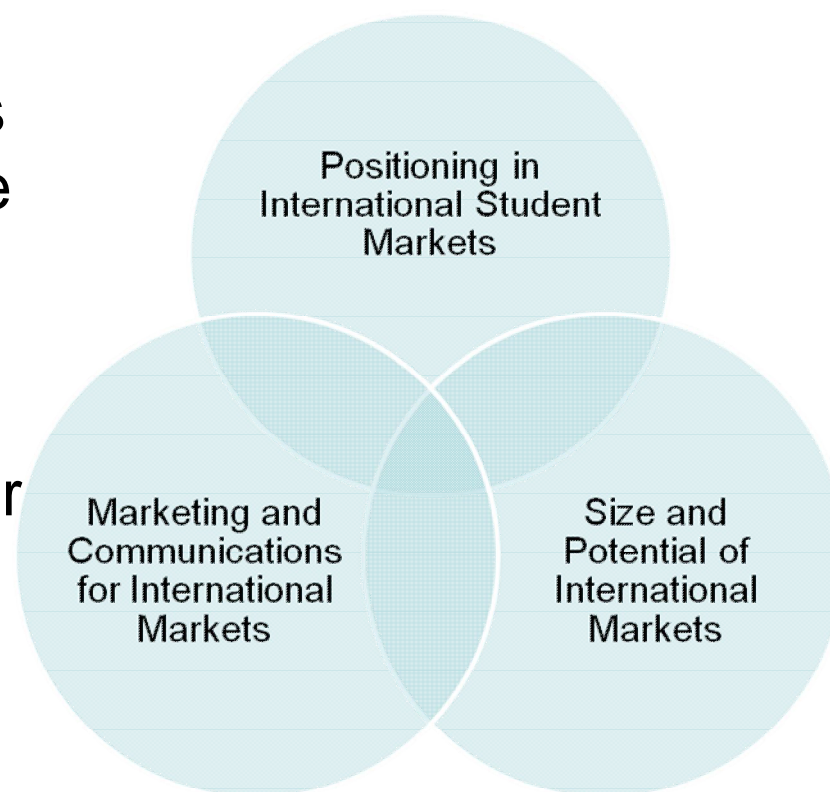 s
e
Positioning in
International Student
Markets
r
Marketing and
Communications
for International
Markets
Size and
Potential of
International
Markets